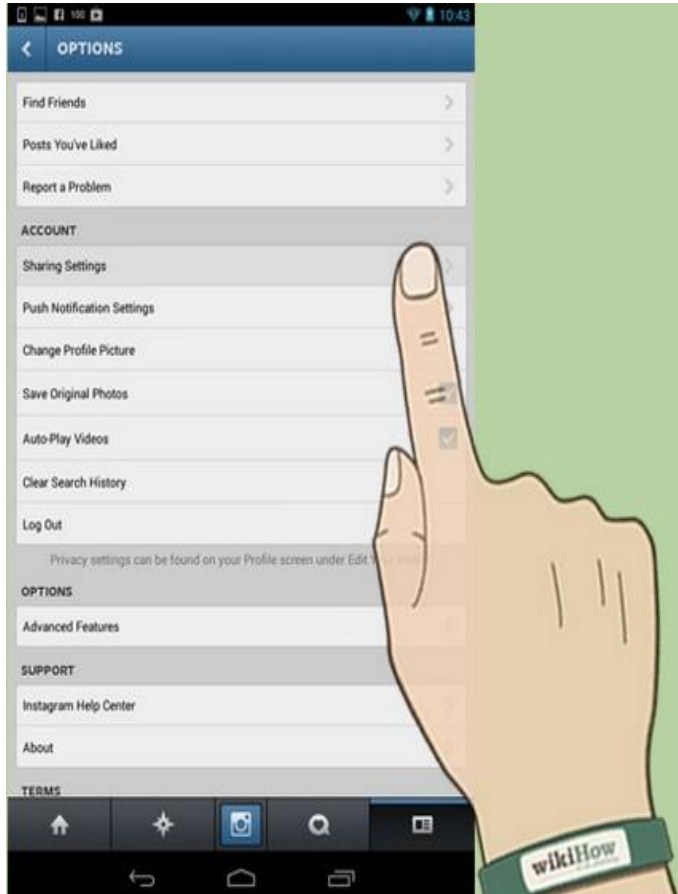 100
10:43
OPTIONS
Find Friends
Posts You've Liked
Report a Problem
ACCOUNT
Sharing Settings
Push Notification Settings
Change Profile Picture
Save Original Photos
Auto-Play Videos
Clear Search History
Log Out
Privacy settings can be found on your Profile screen under Edit
OPTIONS
Advanced Features
SUPPORT
Instagram Help Center
About
TERMS
wikiHow